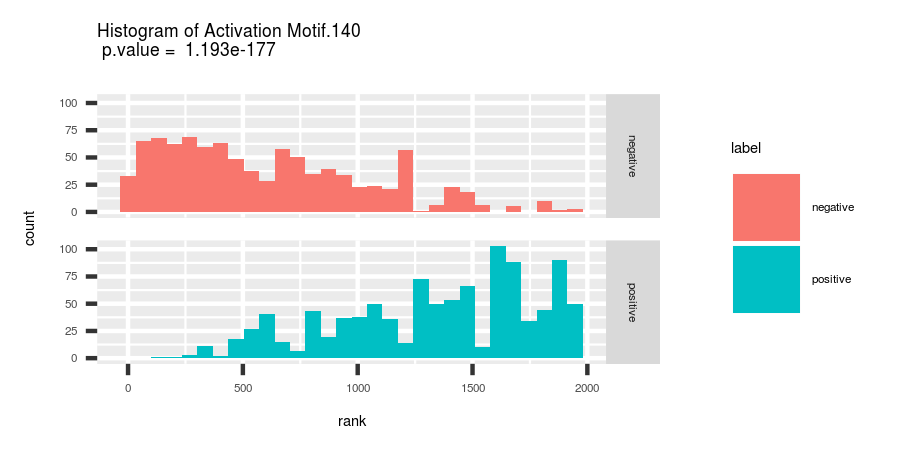 Histogram of Activation Motif.140
p.value = 1.193e-177
count
100
75
50
25
0
negative
100
75
50
25
0
positive
0 500 1000 1500 2000
rank
label
negative
positive